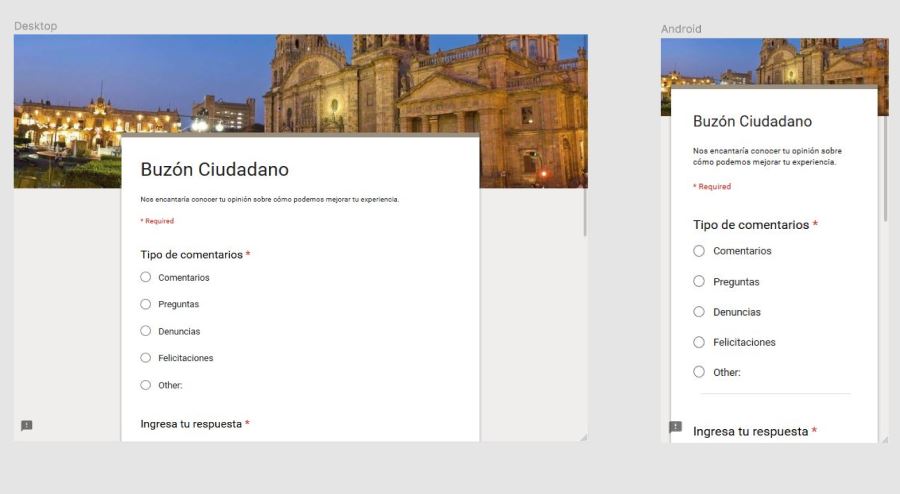 Desktop
Buzón Ciudadano
Nos encantaría conocer tu opinión sobre cómo podemos mejorar tu experiencia.
* Required
Tipo de comentarios *
Comentarios
Preguntas
Denuncias
Felicitaciones
Other:
Ingresa tu respuesta *
Android
Buzón Ciudadano
Nos encantaría conocer tu opinión sobre
cómo podemos mejorar tu experiencia.
* Required
Tipo de comentarios *
Comentarios
Preguntas
Denuncias
Felicitaciones
Other:
Ingresa tu respuesta *